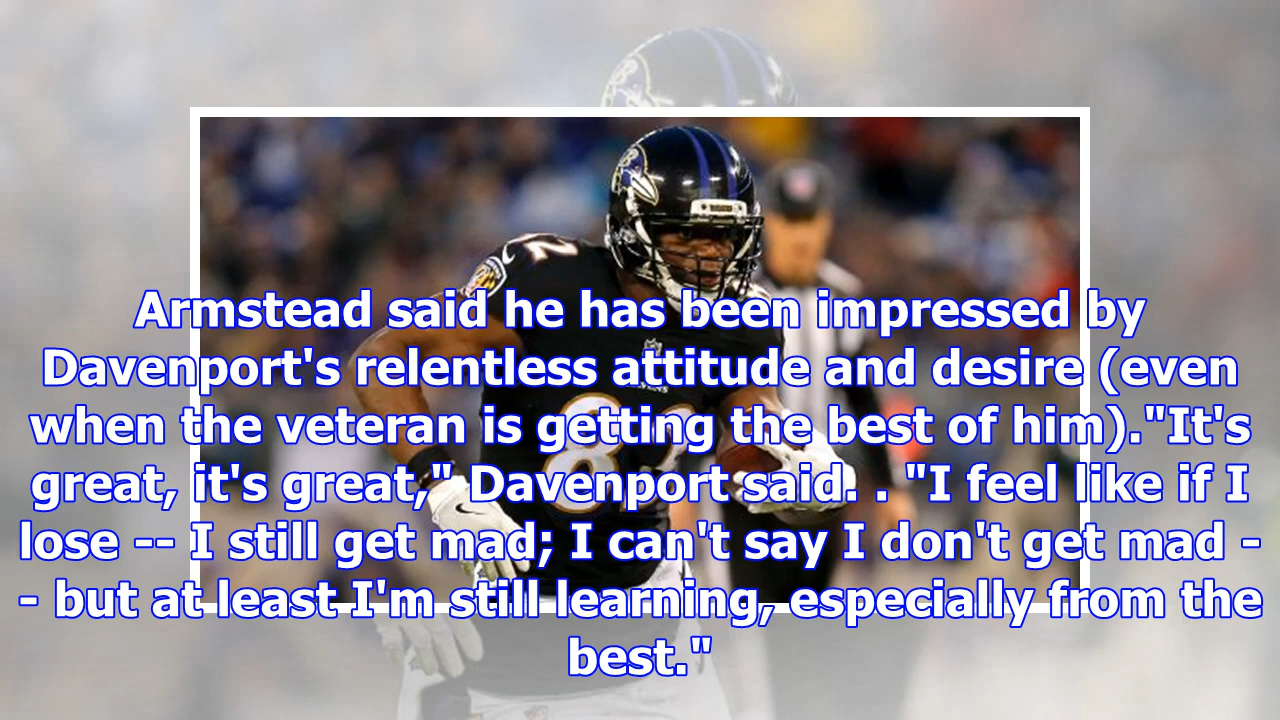 Armstead said he has been impressed by
Davenport's relentless attitude and desire (even
when the veteran is getting the best of him)."It's
great, it's great," Davenport said. . "I feel like if I
lose -- I still get mad; I can't say I don't get mad -
- but at least I'm still learning, especially from the
best."
82